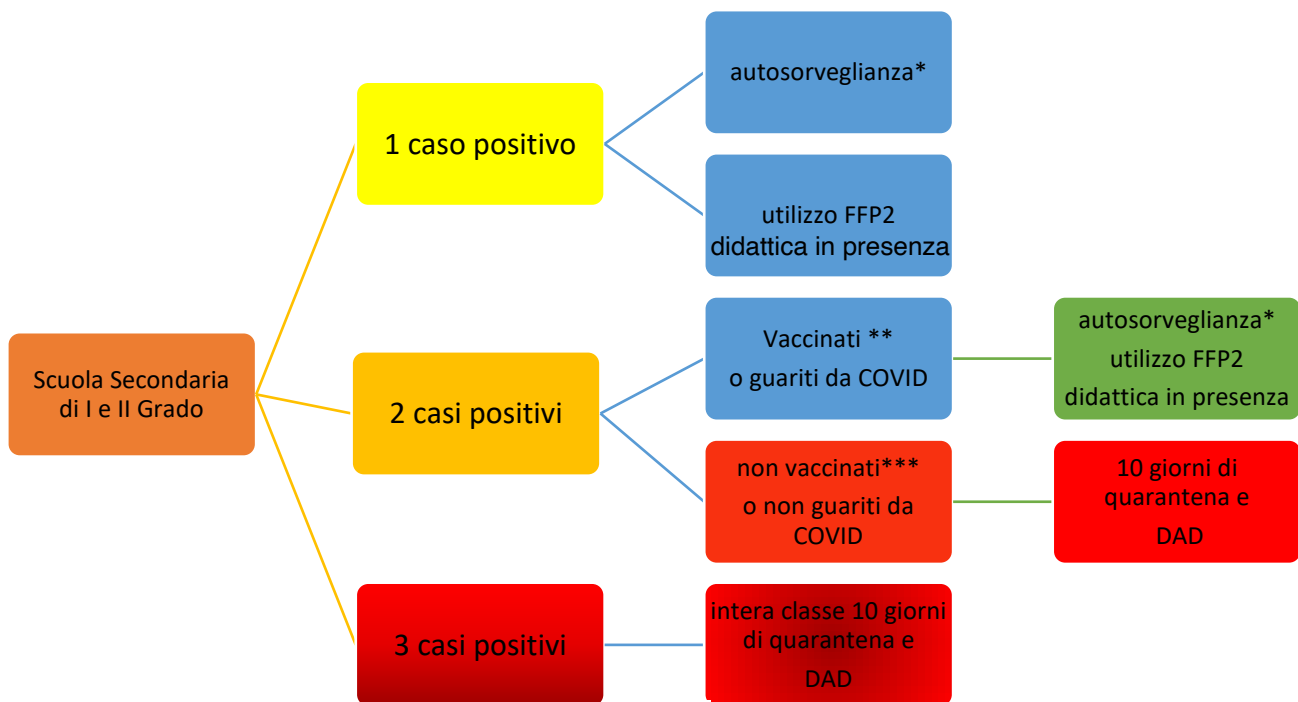 Scuola Secondaria
di I e II Grado
1 caso positivo
autosorveglianza*
utilizzo FFP2
didattica in presenza
2 casi positivi
Vaccinati **
o guariti da COVID
autosorveglianza*
utilizzo FFP2
didattica in presenza
non vaccinati***
o non guariti da
COVID
10 giorni di
quarantena e
DAD
3 casi positivi
intera classe 10 giorni
di quarantena e
DAD